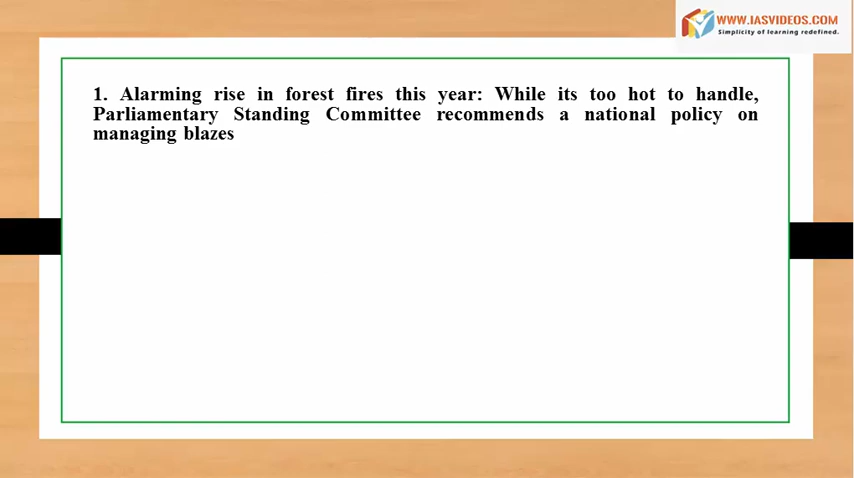 WWW.IASVIDEOS.COM
Simplicity of learning redefined.
1. Alarming rise in forest fires this year: While its too hot to handle,
Parliamentary Standing Committee recommends a national policy on
managing blazes